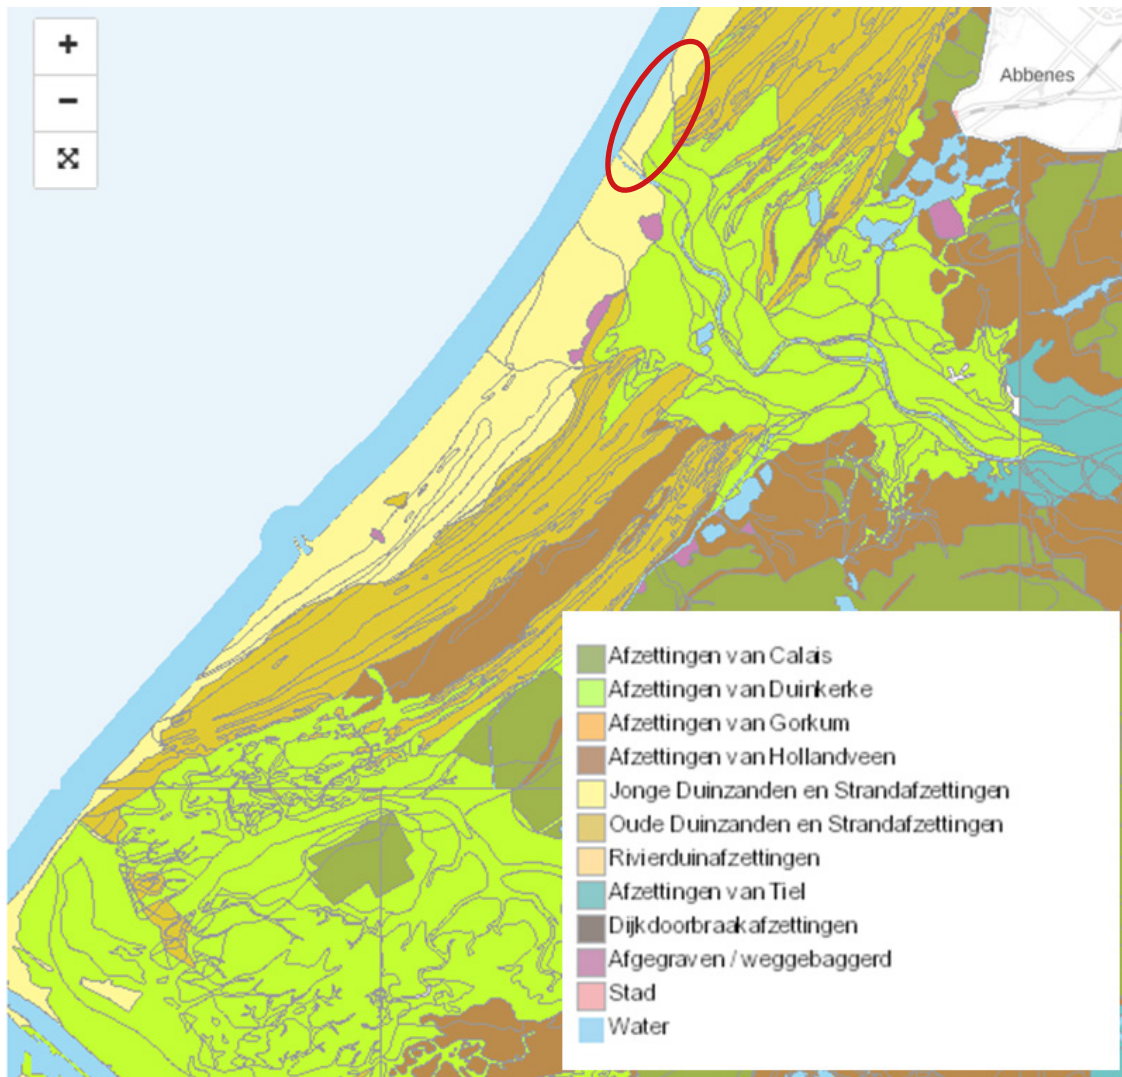 +
−
Abbenes
Afzettingen van Calais
Afzettingen van Duinkerke
Afzettingen van Gorkum
Afzettingen van Hollandveen
Jonge Duinzanden en Strandafzettingen
Oude Duinzanden en Strandafzettingen
Rivierduinafzettingen
Afzettingen van Tiel
Dijkdoorbraakafzettingen
Afgegraven / weggebaggerd
Stad
Water